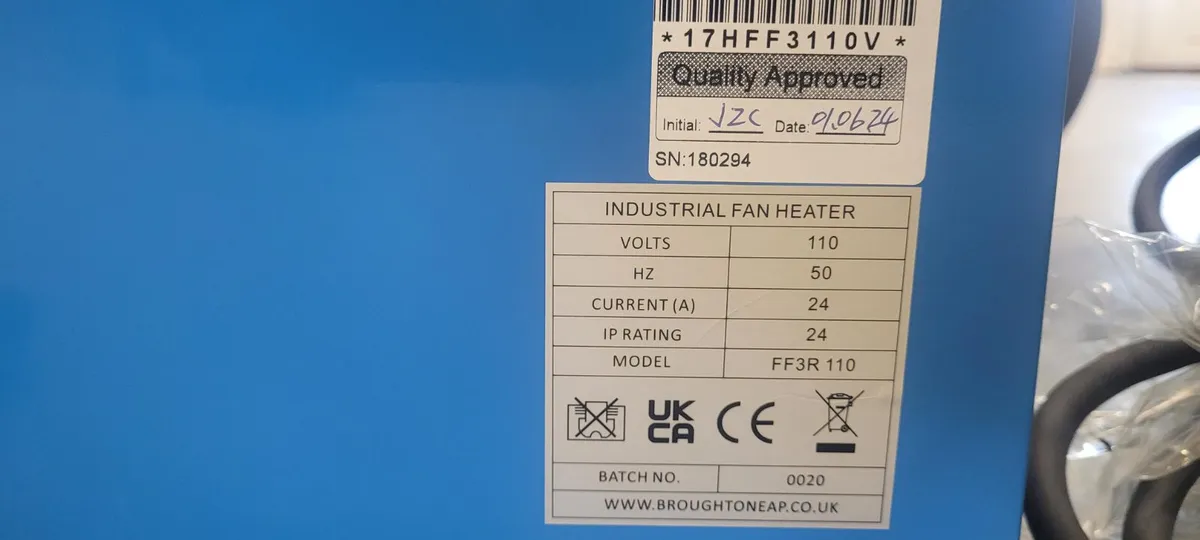 *17HFF3110V*
Quality Approved
Initial: JZC Date: 01.06.24
SN:180294
INDUSTRIAL FAN HEATER
VOLTS 110
HZ 50
CURRENT (A) 24
IP RATING 24
MODEL FF3R 110
UK
CA CE
BATCH NO. 0020
WWW.BROUGHTONEAP.CO.UK